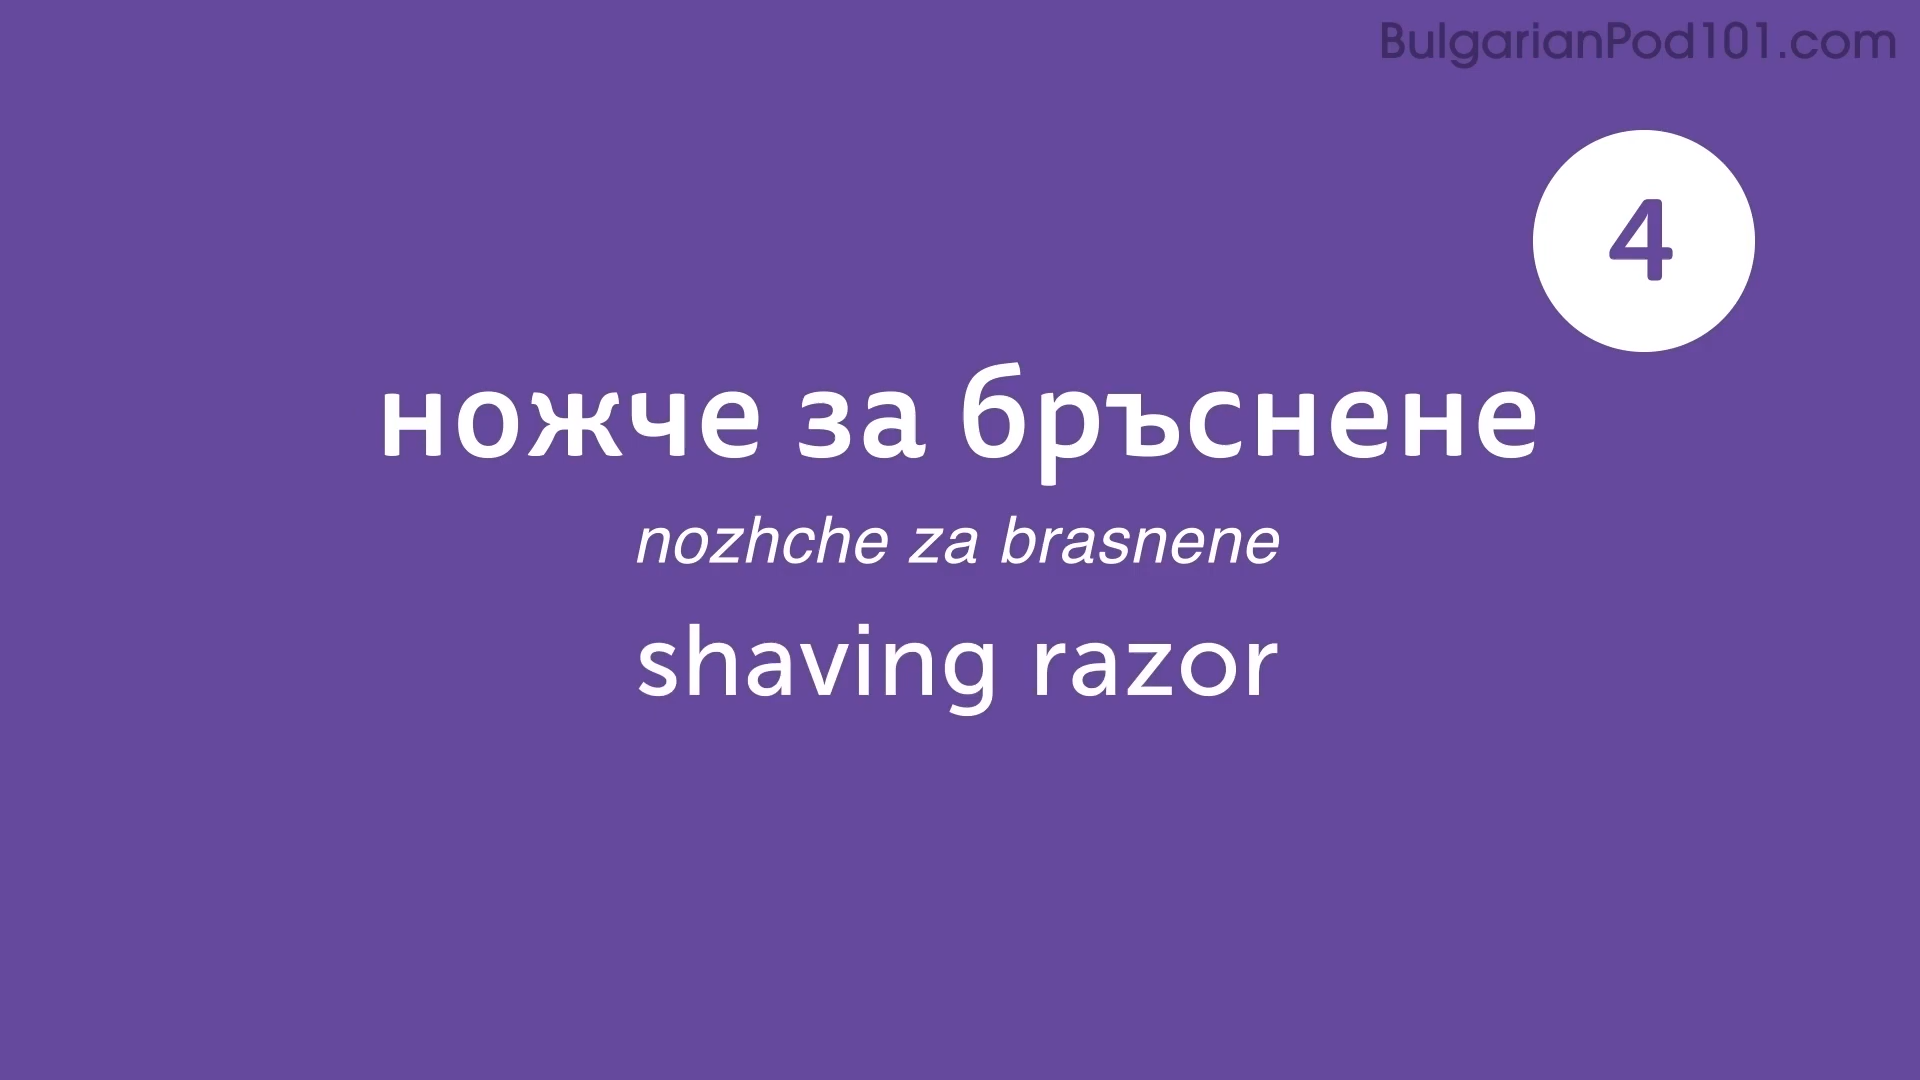 BulgarianPod101.com
4
ножче за бръснене
nozhche za brasnene
shaving razor